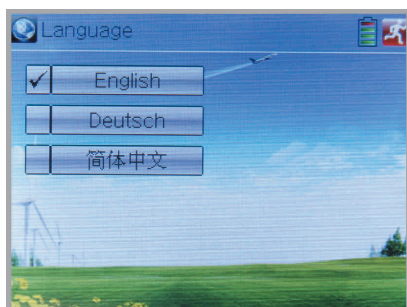 Language
English
Deutsch
简体中文